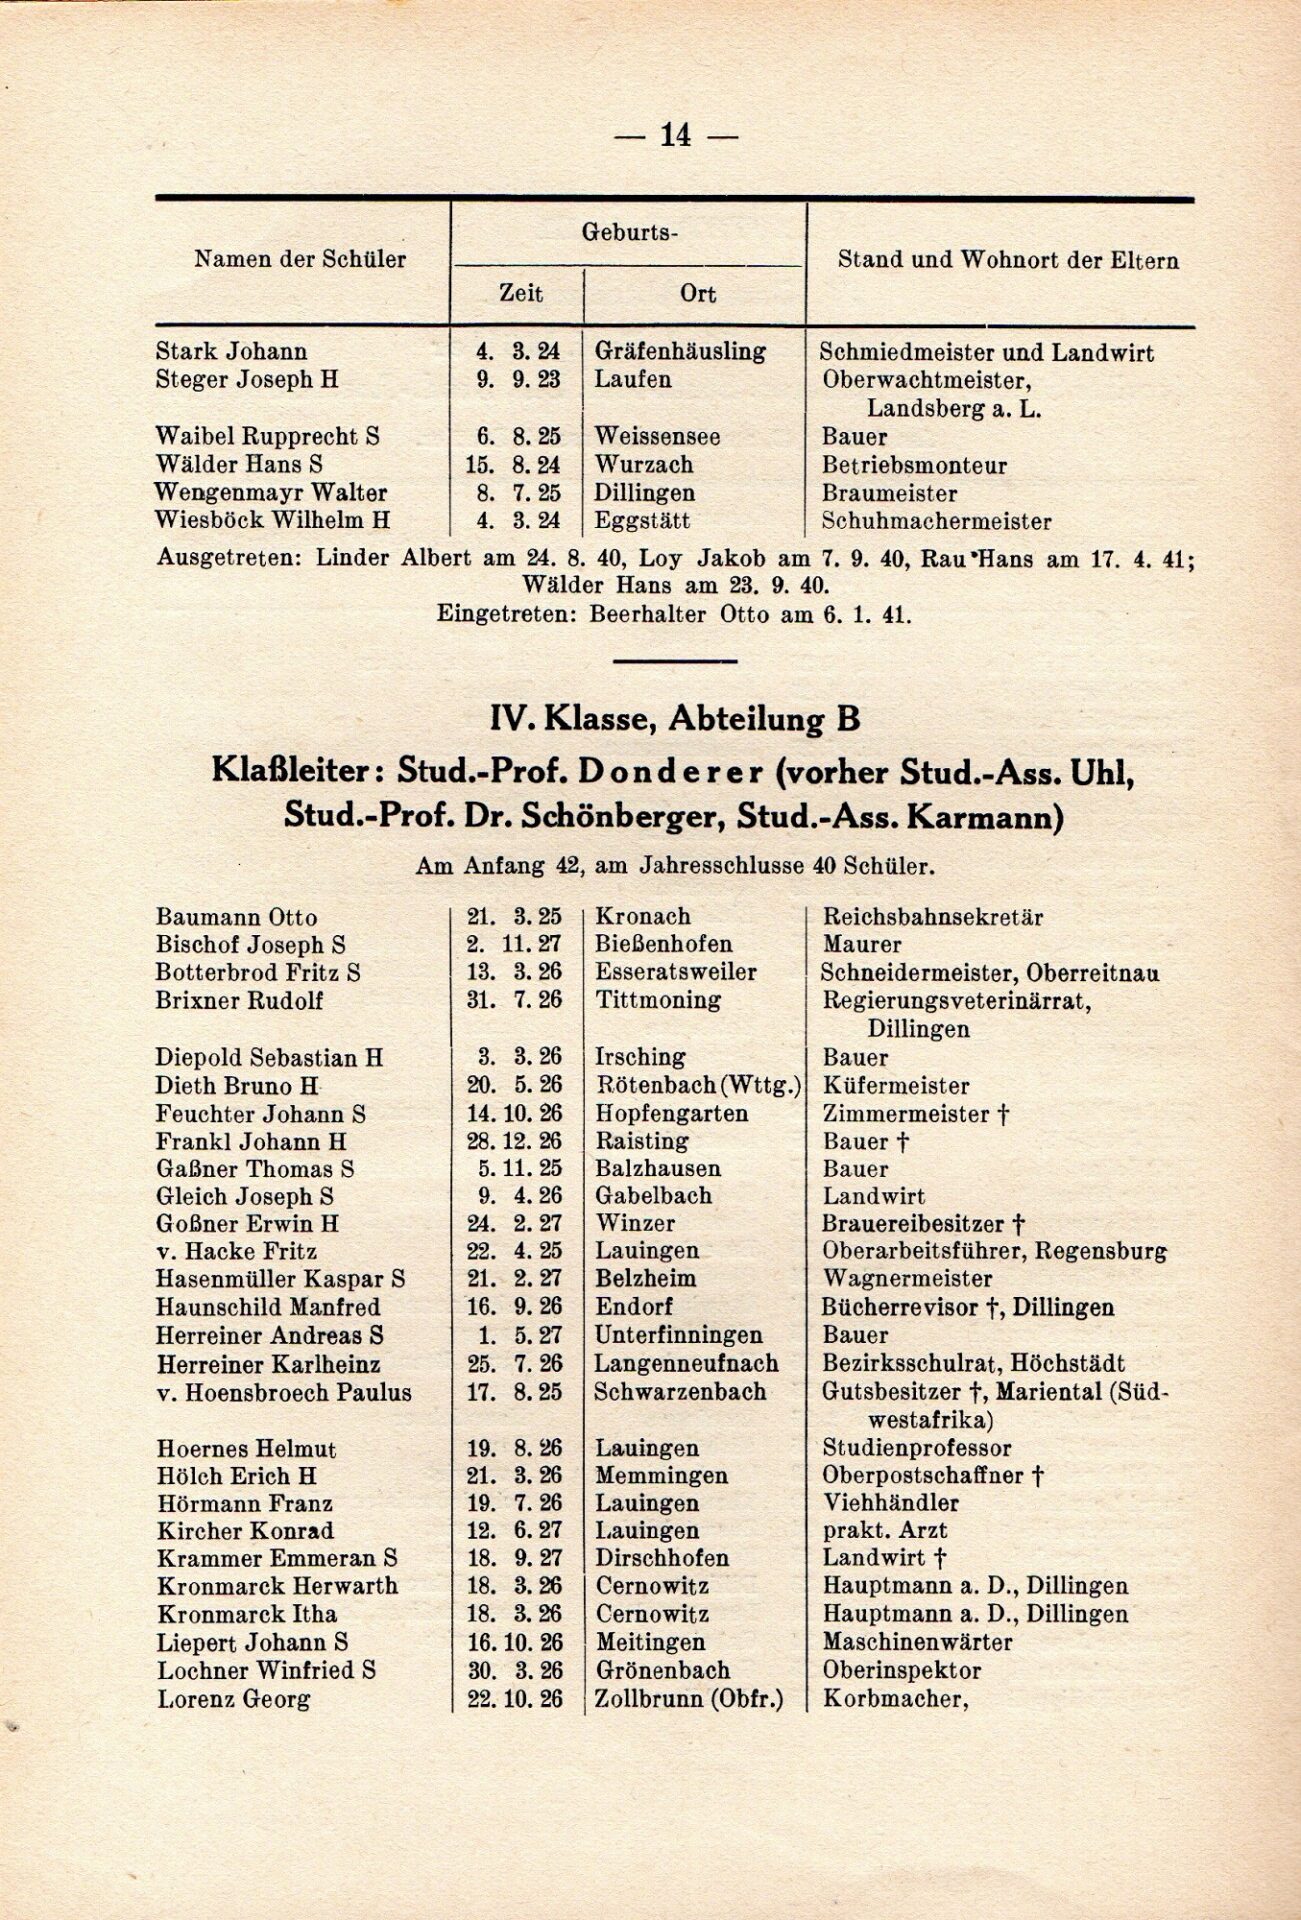 — 14 —
Namen der Schüler | Geburts- | Stand und Wohnort der Eltern
Zeit | Ort
Stark Johann | 4. 3. 24 | Gräfenhäusling | Schmiedmeister und Landwirt
Steger Joseph H | 9. 9. 23 | Laufen | Oberwachtmeister,
Landsberg a. L.
Waibel Rupprecht S | 6. 8. 25 | Weissensee | Bauer
Wälder Hans S | 15. 8. 24 | Wurzach | Betriebsmonteur
Wengenmayr Walter | 8. 7. 25 | Dillingen | Braumeister
Wiesböck Wilhelm H | 4. 3. 24 | Eggstätt | Schuhmachermeister
Ausgetreten: Linder Albert am 24. 8. 40, Loy Jakob am 7. 9. 40, Rau Hans am 17. 4. 41;
Wälder Hans am 23. 9. 40.
Eingetreten: Beerhalter Otto am 6. 1. 41.
IV. Klasse, Abteilung B
Klaßleiter: Stud.-Prof. Donderer (vorher Stud.-Ass. Uhl,
Stud.-Prof. Dr. Schönberger, Stud.-Ass. Karmann)
Am Anfang 42, am Jahresschlusse 40 Schüler.
Baumann Otto | 21. 3. 25 | Kronach | Reichsbahnsekretär
Bischof Joseph S | 2. 11. 27 | Bießenhofen | Maurer
Botterbrod Fritz S | 13. 3. 26 | Esseratsweiler | Schneidermeister, Oberreitnau
Brixner Rudolf | 31. 7. 26 | Tittmoning | Regierungsveterinärrat,
Dillingen
Diepold Sebastian H | 3. 3. 26 | Irsching | Bauer
Dieth Bruno H | 20. 5. 26 | Rötenbach (Wttg.) | Küfermeister
Feuchter Johann S | 14. 10. 26 | Hopfengarten | Zimmermeister †
Frankl Johann H | 28. 12. 26 | Raisting | Bauer †
Gaßner Thomas S | 5. 11. 25 | Balzhausen | Bauer
Gleich Joseph S | 9. 4. 26 | Gabelbach | Landwirt
Goßner Erwin H | 24. 2. 27 | Winzer | Brauereibesitzer †
v. Hacke Fritz | 22. 4. 25 | Lauingen | Oberarbeitsführer, Regensburg
Hasenmüller Kaspar S | 21. 2. 27 | Belzheim | Wagnermeister
Haunschild Manfred | 16. 9. 26 | Endorf | Bücherrevisor †, Dillingen
Herreiner Andreas S | 1. 5. 27 | Unterfinningen | Bauer
Herreiner Karlheinz | 25. 7. 26 | Langenneufnach | Bezirksschulrat, Höchstädt
v. Hoensbroech Paulus | 17. 8. 25 | Schwarzenbach | Gutsbesitzer †, Mariental (Süd-
westafrika)
Hoernes Helmut | 19. 8. 26 | Lauingen | Studienprofessor
Hölch Erich H | 21. 3. 26 | Memmingen | Oberpostschaffner †
Hörmann Franz | 19. 7. 26 | Lauingen | Viehhändler
Kircher Konrad | 12. 6. 27 | Lauingen | prakt. Arzt
Krammer Emmeran S | 18. 9. 27 | Dirschhofen | Landwirt †
Kronmarck Herwarth | 18. 3. 26 | Cernowitz | Hauptmann a. D., Dillingen
Kronmarck Itha | 18. 3. 26 | Cernowitz | Hauptmann a. D., Dillingen
Liepert Johann S | 16. 10. 26 | Meitingen | Maschinenwärter
Lochner Winfried S | 30. 3. 26 | Grönenbach | Oberinspektor
Lorenz Georg | 22. 10. 26 | Zollbrunn (Obfr.) | Korbmacher,